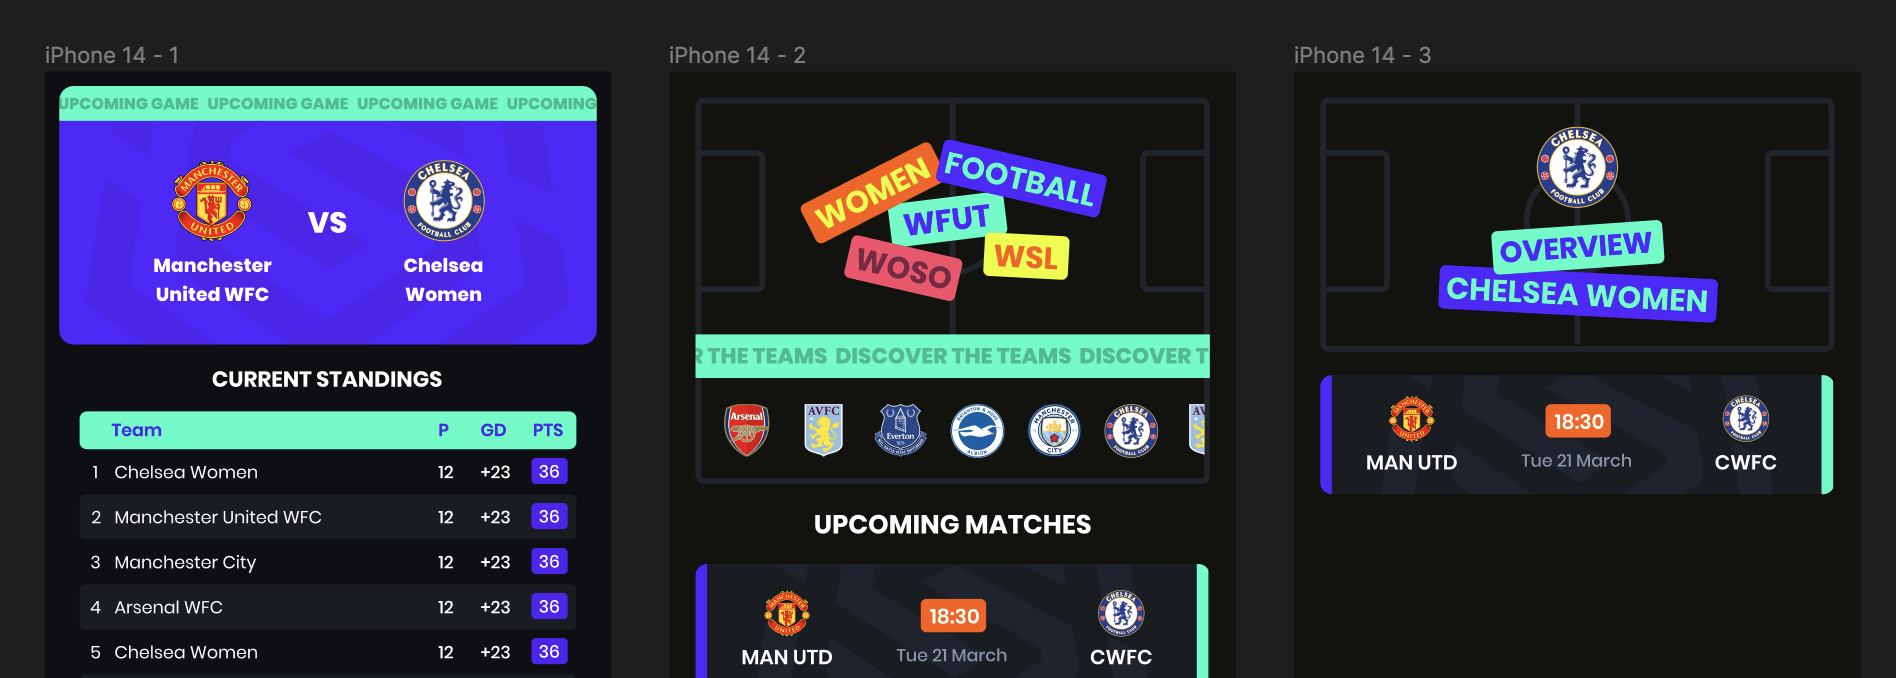 iPhone 14 - 1
UPCOMING GAME UPCOMING GAME UPCOMING GAME UPCOMING
MANCHESTER
UNITED
CHELSEA
FOOTBALL CLUB
VS
Manchester
United WFC
Chelsea
Women
CURRENT STANDINGS
Team P GD PTS
1 Chelsea Women 12 +23 36
2 Manchester United WFC 12 +23 36
3 Manchester City 12 +23 36
4 Arsenal WFC 12 +23 36
5 Chelsea Women 12 +23 36
iPhone 14 - 2
WOMEN
FOOTBALL
WFUT
WOSO
WSL
THE TEAMS DISCOVER THE TEAMS DISCOVER T
Arsenal
AVFC
Everton
BRIGHTON & HOVE
ALBION
MANCHESTER
CITY
CHELSEA
FOOTBALL CLUB
AV
UPCOMING MATCHES
18:30
MAN UTD Tue 21 March CWFC
iPhone 14 - 3
CHELSEA
FOOTBALL CLUB
OVERVIEW
CHELSEA WOMEN
18:30
MAN UTD Tue 21 March CWFC